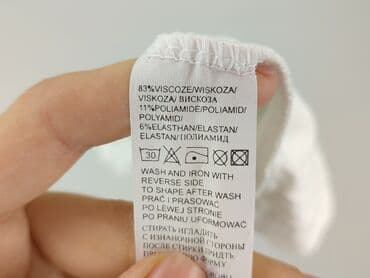 83%VISCOZE/WISKOZA/
VISKOZA/ ВИСКОЗА
11%POLIAMIDE/POLIAMID/
POLYAMID/
6%ELASTHAN/ELASTAN/
ELASTAN/ПОЛИАМИД
30
WASH AND IRON WITH
REVERSE SIDE
TO SHAPE AFTER WASH
PRAĆ I PRASOWAĆ
PO LEWEJ STRONIE
PO PRANIU UFORMOWAĆ
СТИРАТЬ И ГЛАДИТЬ
С ИЗНАНОЧНОЙ СТОРОНЫ
ПОСЛЕ СТИРКИ